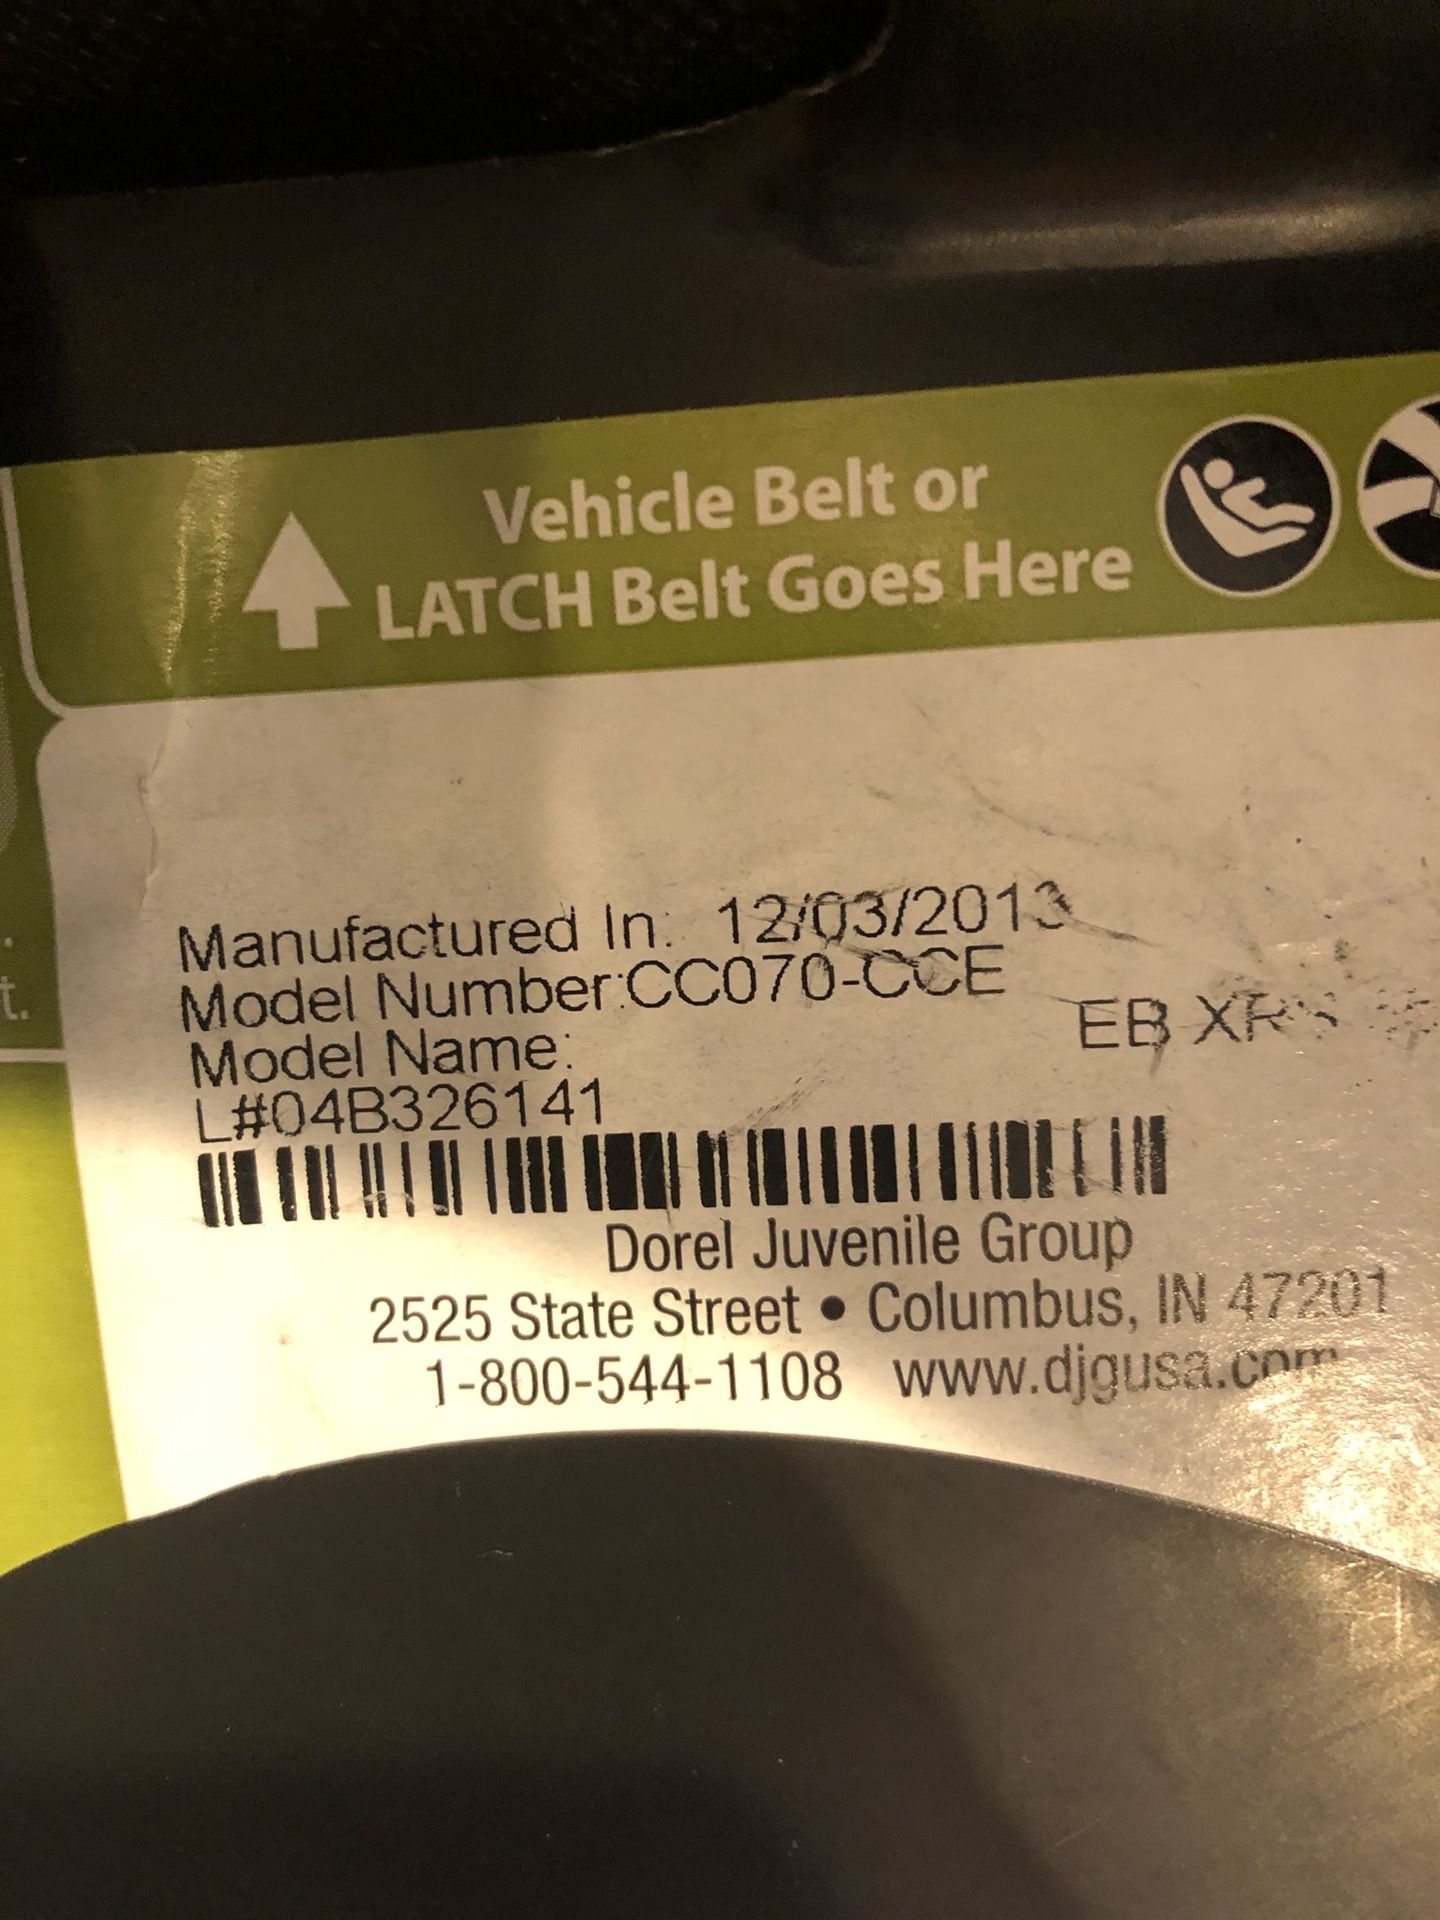 Vehicle Belt or
LATCH Belt Goes Here
t.
Manufactured In: 12/03/2013
Model Number:CC070-CCE
EB
Model Name:
L#04B326141
Dorel Juvenile Group
2525 State Street • Columbus, IN 47201
1-800-544-1108 www.djgusa.com